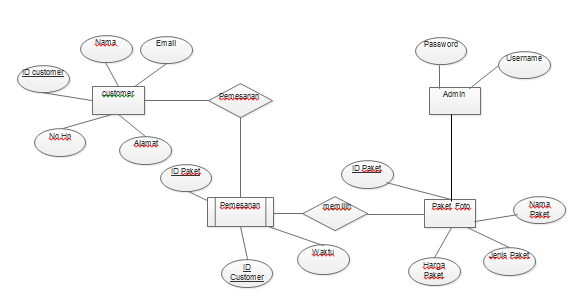 Password
Nama
Email
Username
ID customer
customer
Admin
Pemesanan
No.Hp
Alamat
ID Paket
ID Paket
Pemesanan
memilih
Paket Foto
Nama
Paket
Waktu
Jenis Paket
ID
Customer
Harga
Paket